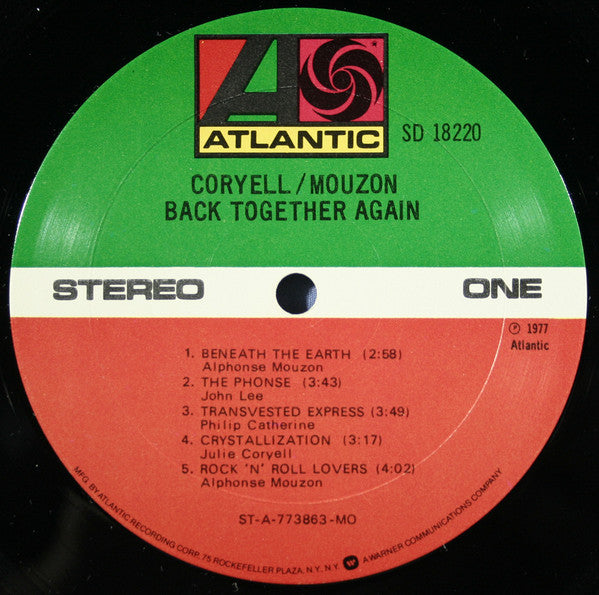 ATLANTIC
SD 18220
CORYELL/MOUZON
BACK TOGETHER AGAIN
STEREO
ONE
℗ 1977
Atlantic
1. BENEATH THE EARTH (2:58)
Alphonse Mouzon
2. THE PHONSE (3:43)
John Lee
3. TRANSVESTED EXPRESS (3:49)
Philip Catherine
4. CRYSTALLIZATION (3:17)
Julie Coryell
5. ROCK 'N' ROLL LOVERS (4:02)
Alphonse Mouzon
ST-A-773863-MO
MFG. BY ATLANTIC RECORDING CORP. 75 ROCKEFELLER PLAZA, N.Y. N.Y. A WARNER COMMUNICATIONS COMPANY